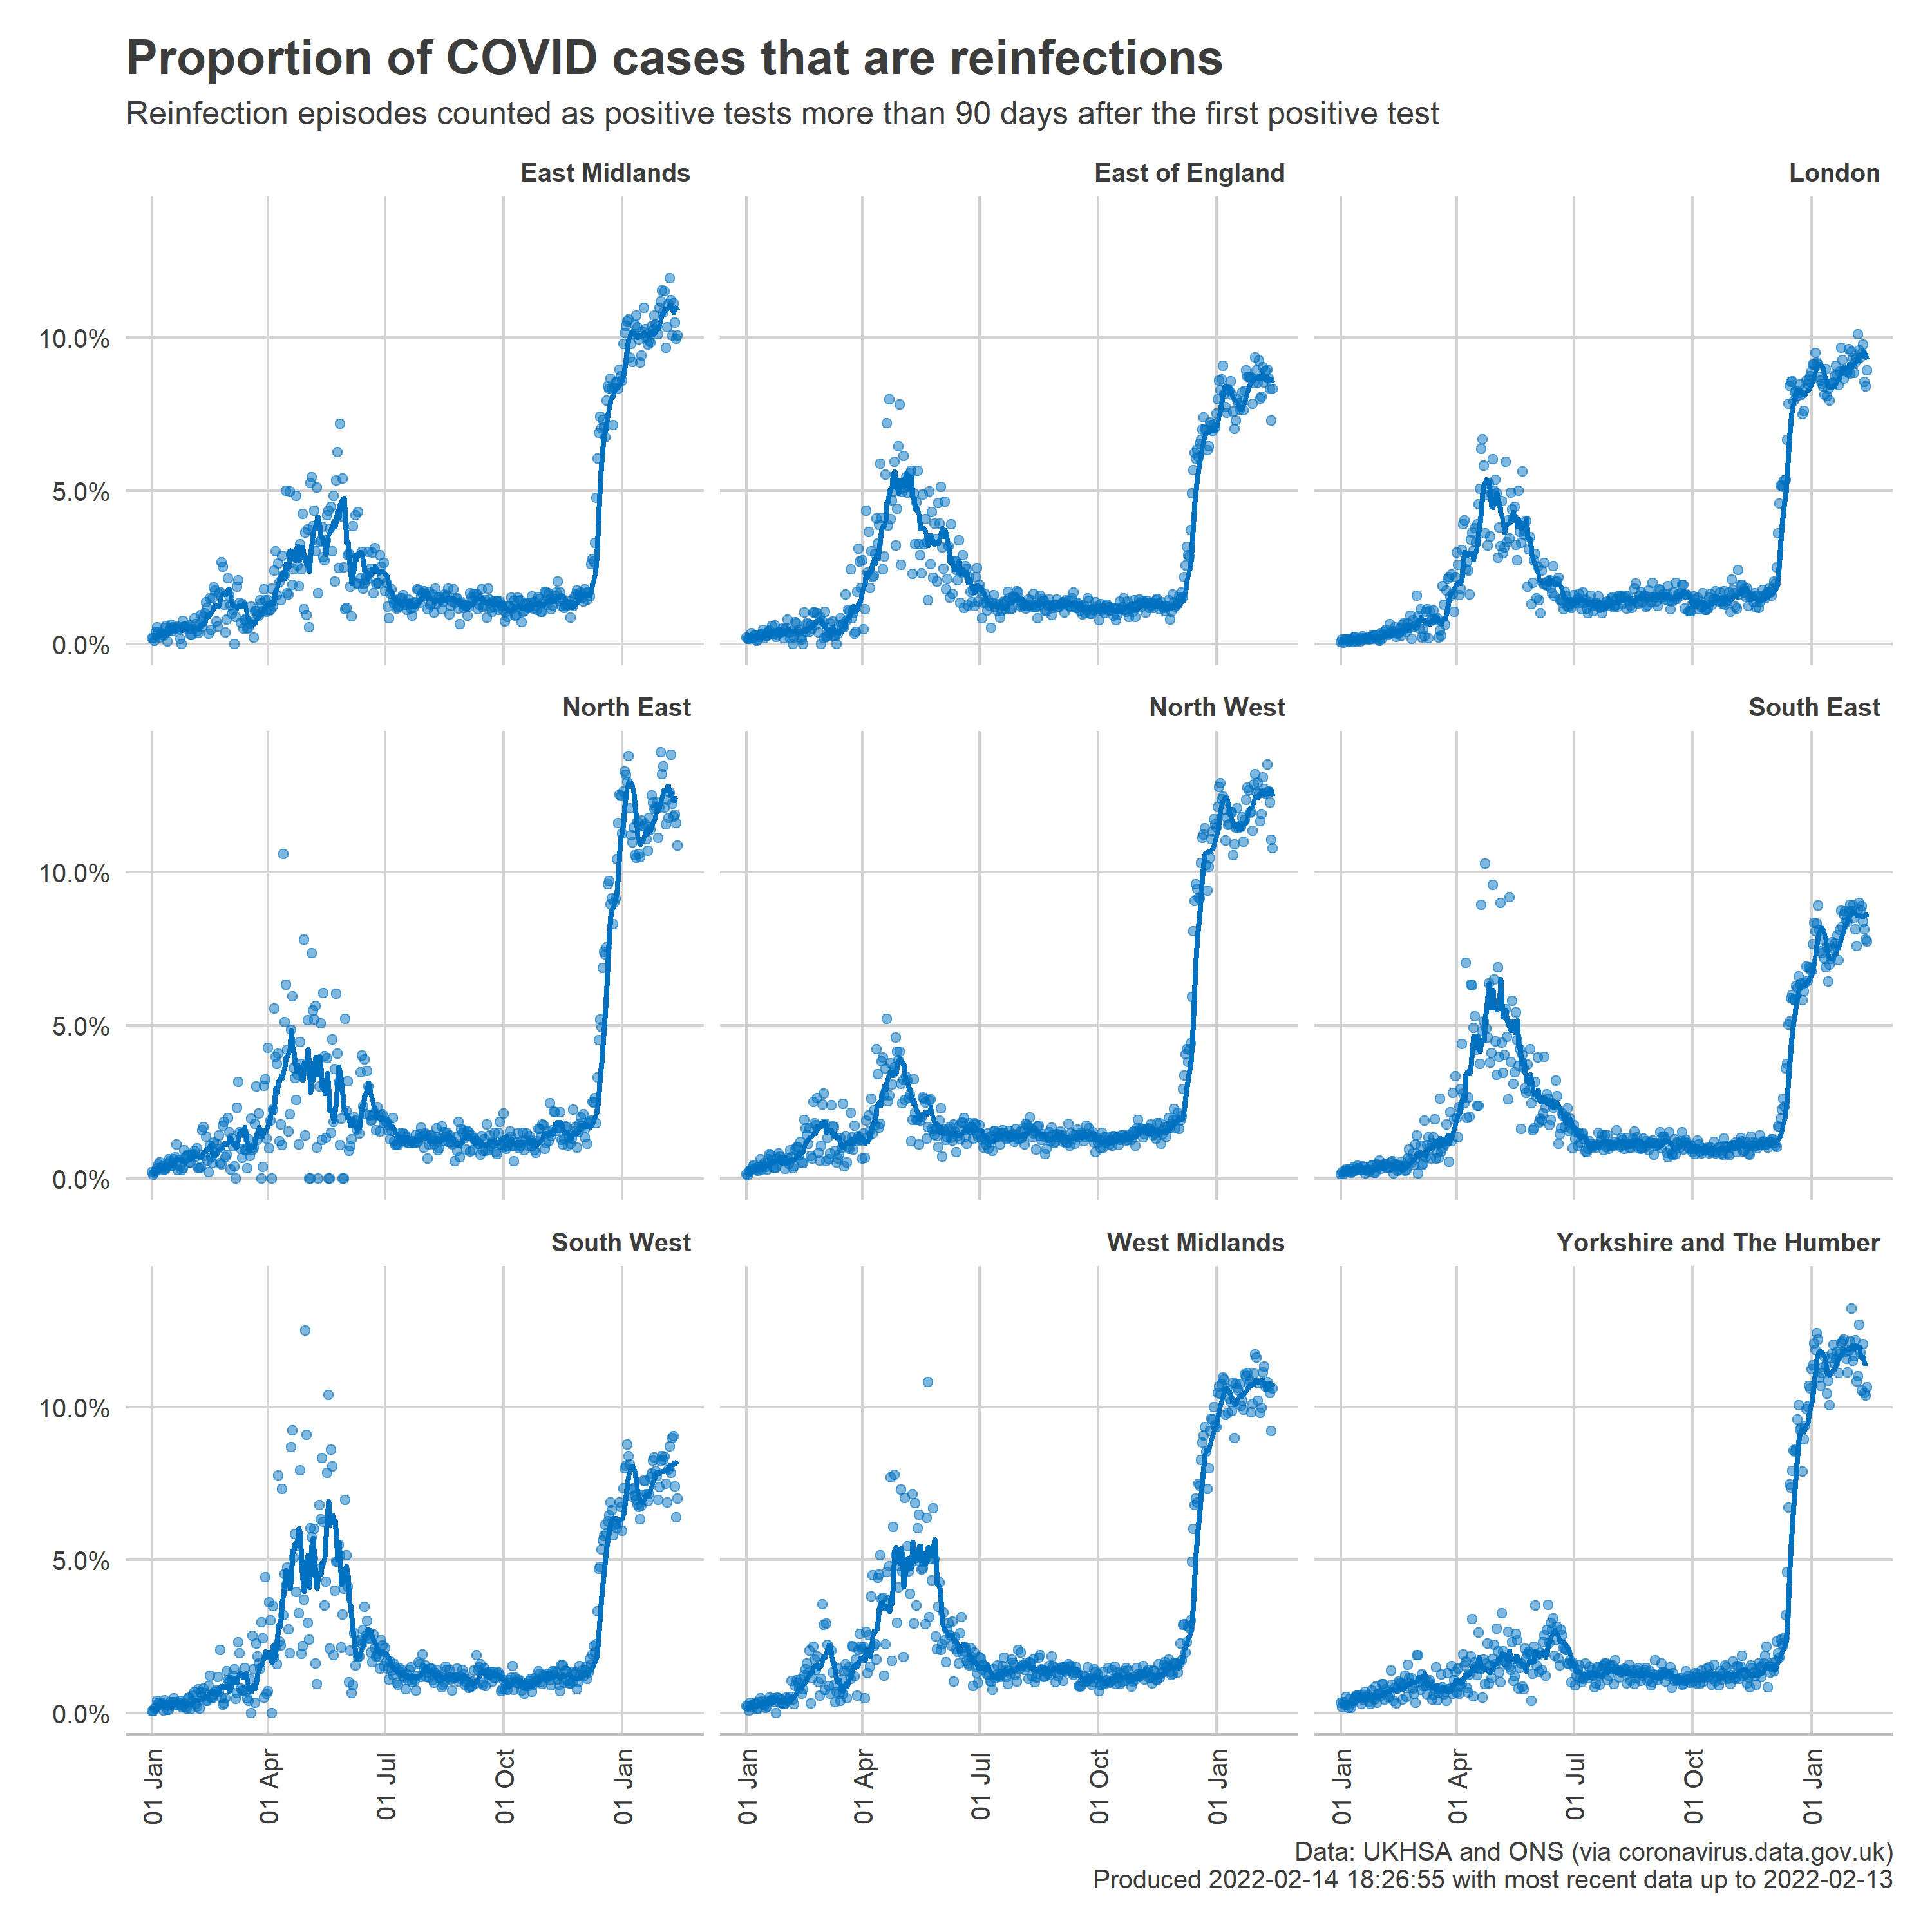 Proportion of COVID cases that are reinfections
Reinfection episodes counted as positive tests more than 90 days after the first positive test
East Midlands
East of England
London
10.0%
5.0%
0.0%
North East
North West
South East
10.0%
5.0%
0.0%
South West
West Midlands
Yorkshire and The Humber
10.0%
5.0%
0.0%
01 Jan
01 Apr
01 Jul
01 Oct
01 Jan
01 Jan
01 Apr
01 Jul
01 Oct
01 Jan
01 Jan
01 Apr
01 Jul
01 Oct
01 Jan
Data: UKHSA and ONS (via coronavirus.data.gov.uk)
Produced 2022-02-14 18:26:55 with most recent data up to 2022-02-13